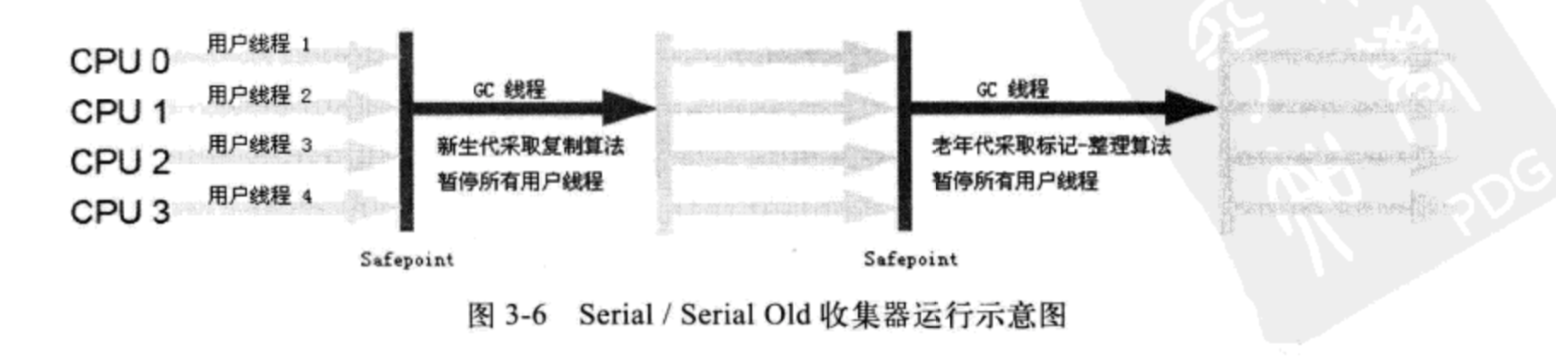 CPU 0 用户线程 1
CPU 1 用户线程 2
CPU 2 用户线程 3
CPU 3 用户线程 4
GC 线程
新生代采取复制算法
暂停所有用户线程
GC 线程
老年代采取标记-整理算法
暂停所有用户线程
Safepoint
Safepoint
图 3-6 Serial / Serial Old 收集器运行示意图
PDG